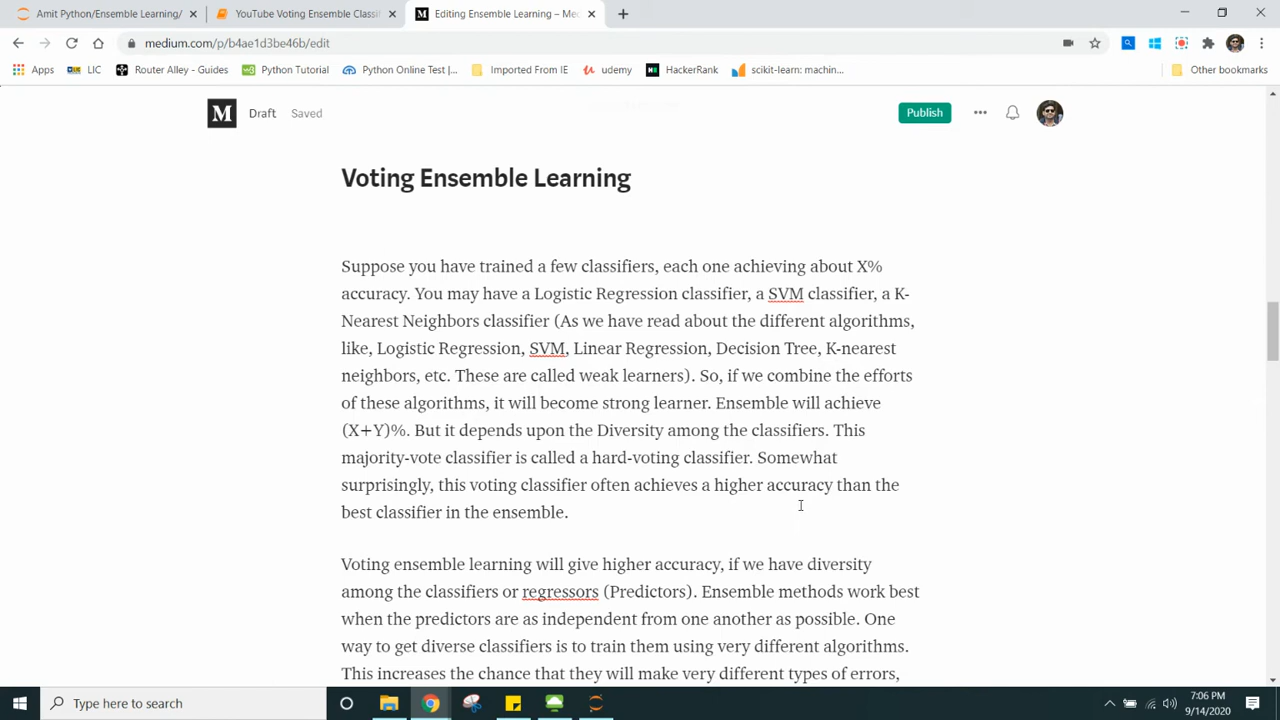 Amit Python/Ensemble Learning/
YouTube Voting Ensemble Classif
Editing Ensemble Learning – Mec
medium.com/p/b4ae1d3be46b/edit
Apps
LIC
Router Alley - Guides
Python Tutorial
Python Online Test |...
Imported From IE
udemy
HackerRank
scikit-learn: machin...
Other bookmarks
M
Draft
Saved
Publish
Voting Ensemble Learning
Suppose you have trained a few classifiers, each one achieving about X%
accuracy. You may have a Logistic Regression classifier, a SVM classifier, a K-
Nearest Neighbors classifier (As we have read about the different algorithms,
like, Logistic Regression, SVM, Linear Regression, Decision Tree, K-nearest
neighbors, etc. These are called weak learners). So, if we combine the efforts
of these algorithms, it will become strong learner. Ensemble will achieve
(X+Y)%. But it depends upon the Diversity among the classifiers. This
majority-vote classifier is called a hard-voting classifier. Somewhat
surprisingly, this voting classifier often achieves a higher accuracy than the
best classifier in the ensemble.
Voting ensemble learning will give higher accuracy, if we have diversity
among the classifiers or regressors (Predictors). Ensemble methods work best
when the predictors are as independent from one another as possible. One
way to get diverse classifiers is to train them using very different algorithms.
This increases the chance that they will make very different types of errors,
Type here to search
7:06 PM
9/14/2020